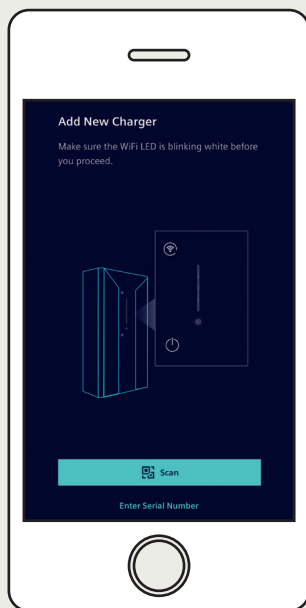 Add New Charger
Make sure the WiFi LED is blinking white before
you proceed.
Scan
Enter Serial Number